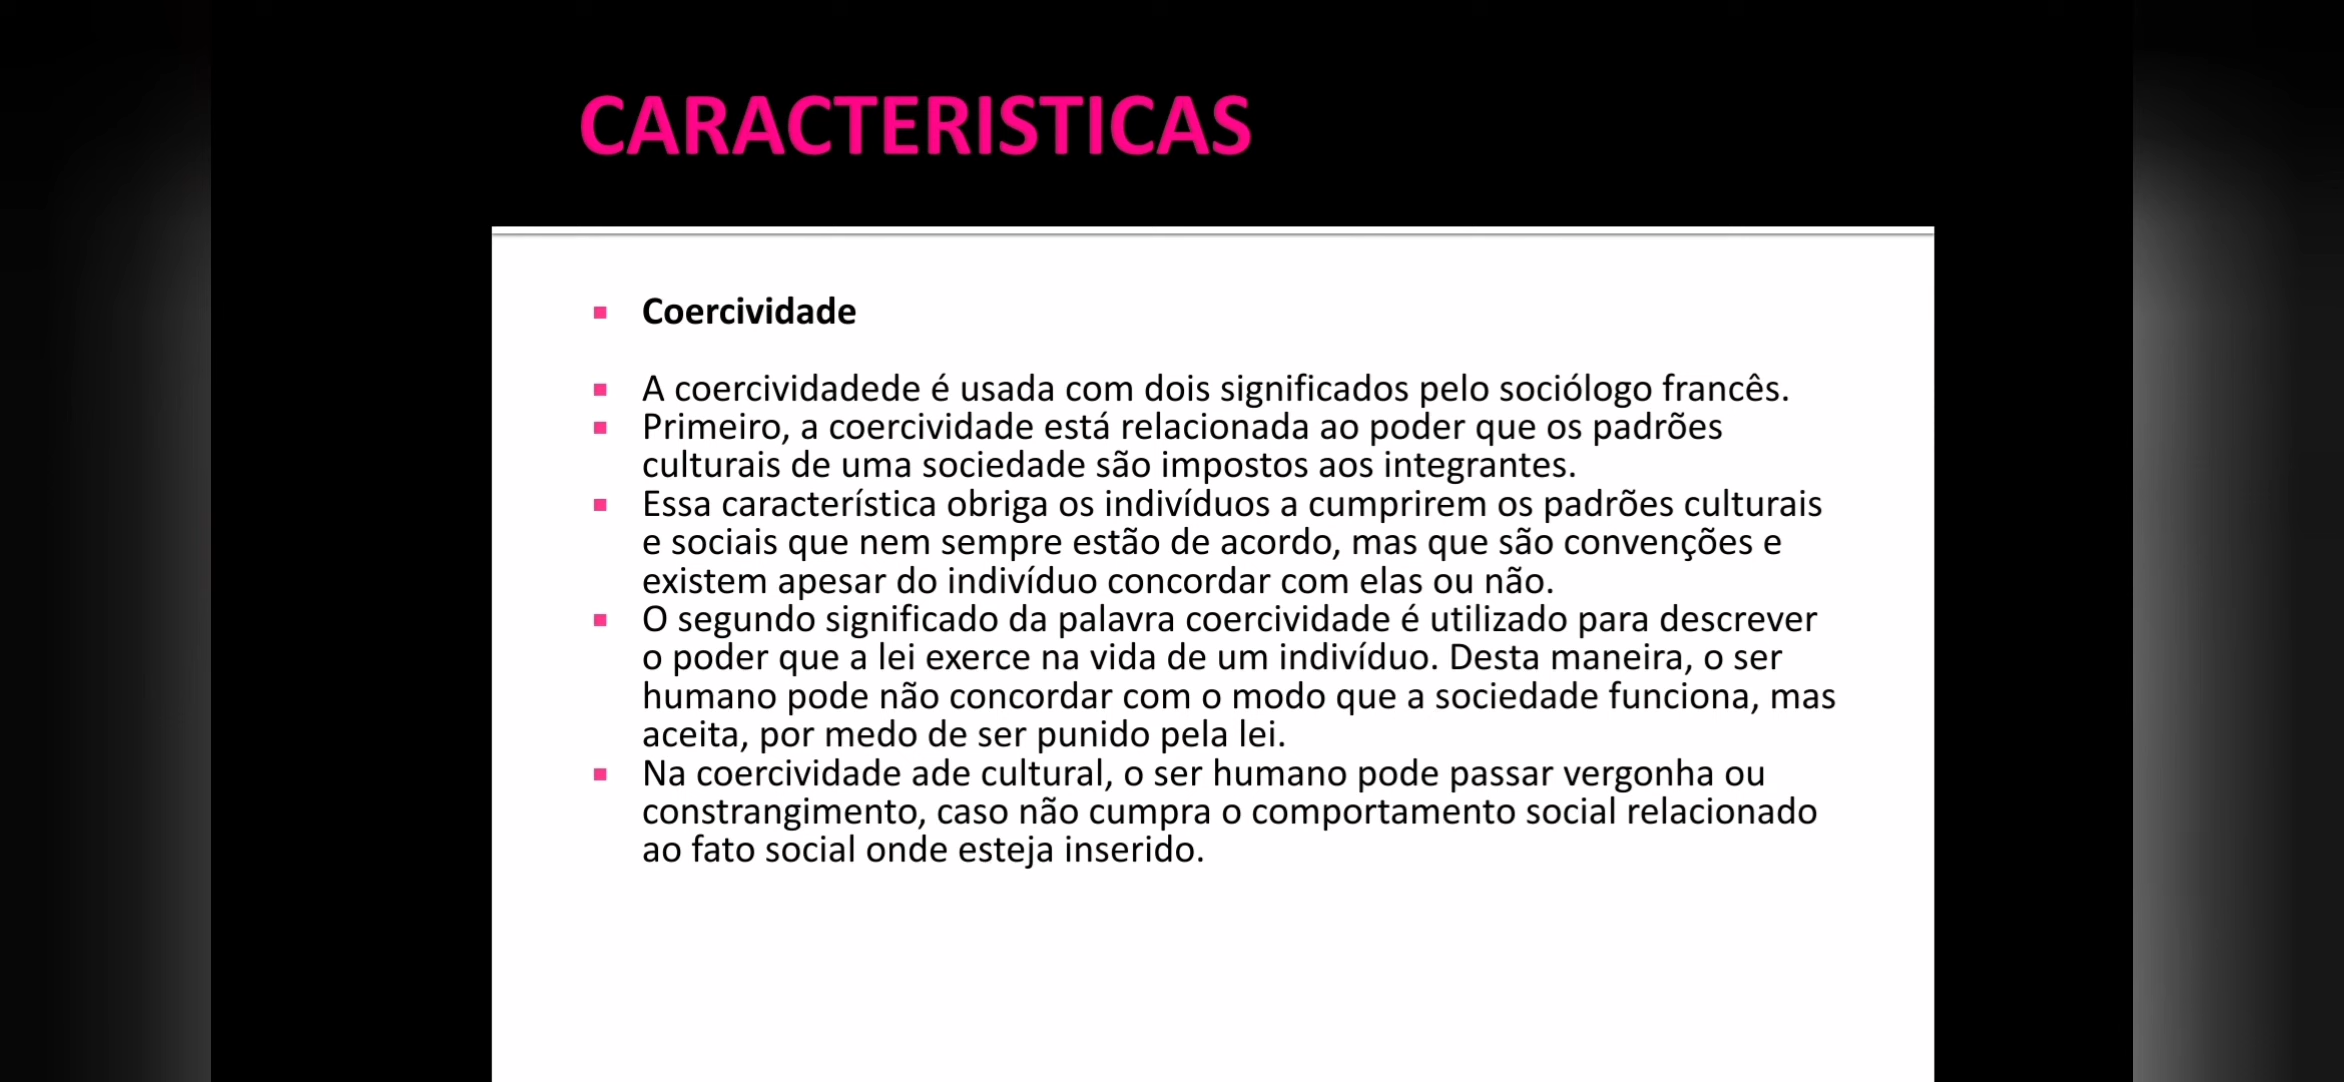 CARACTERISTICAS
Coercividade
A coercividadede é usada com dois significados pelo sociólogo francês.
Primeiro, a coercividade está relacionada ao poder que os padrões
culturais de uma sociedade são impostos aos integrantes.
Essa característica obriga os indivíduos a cumprirem os padrões culturais
e sociais que nem sempre estão de acordo, mas que são convenções e
existem apesar do indivíduo concordar com elas ou não.
O segundo significado da palavra coercividade é utilizado para descrever
o poder que a lei exerce na vida de um indivíduo. Desta maneira, o ser
humano pode não concordar com o modo que a sociedade funciona, mas
aceita, por medo de ser punido pela lei.
Na coercividade ade cultural, o ser humano pode passar vergonha ou
constrangimento, caso não cumpra o comportamento social relacionado
ao fato social onde esteja inserido.